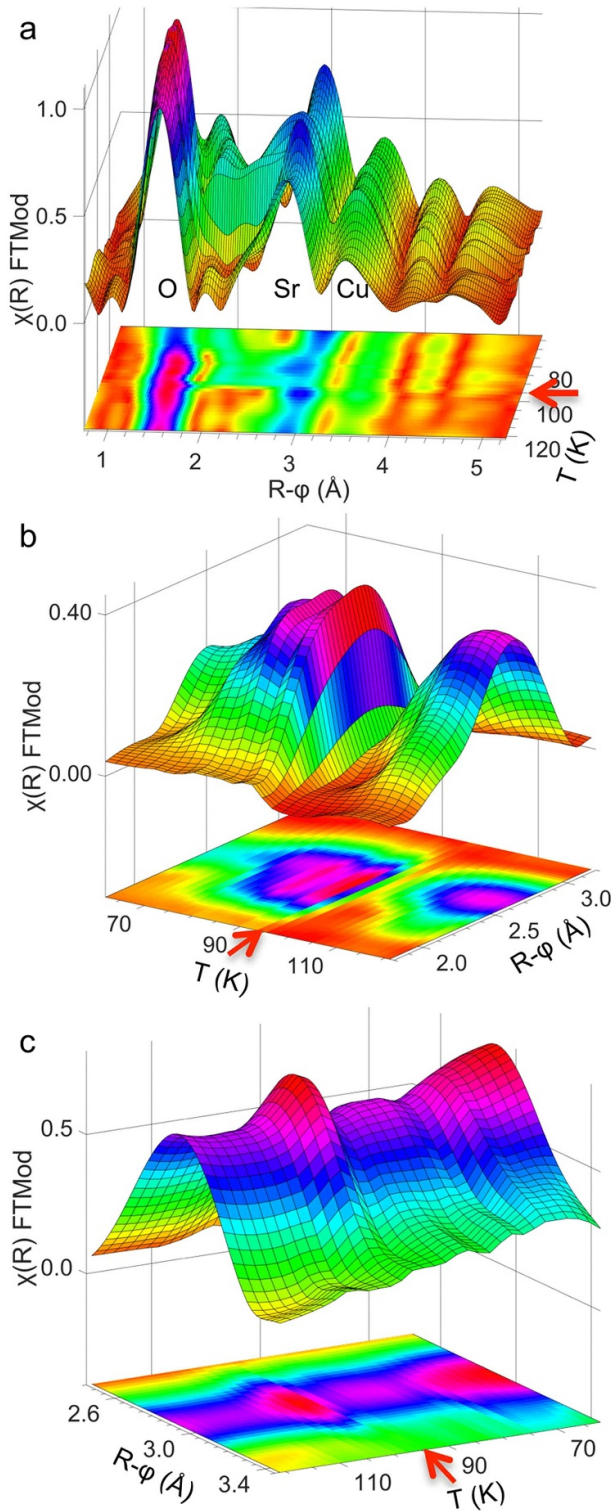 a
1.0
0.5
0.0
χ(R) FTMod
O Sr Cu
1 2 3 4 5
R-φ (Å)
80
100
120
T (K)
b
0.40
0.00
χ(R) FTMod
70 90 110
T (K)
2.0 2.5 3.0
R-φ (Å)
c
0.5
0.0
χ(R) FTMod
2.6 3.0 3.4
R-φ (Å)
110 90 70
T (K)